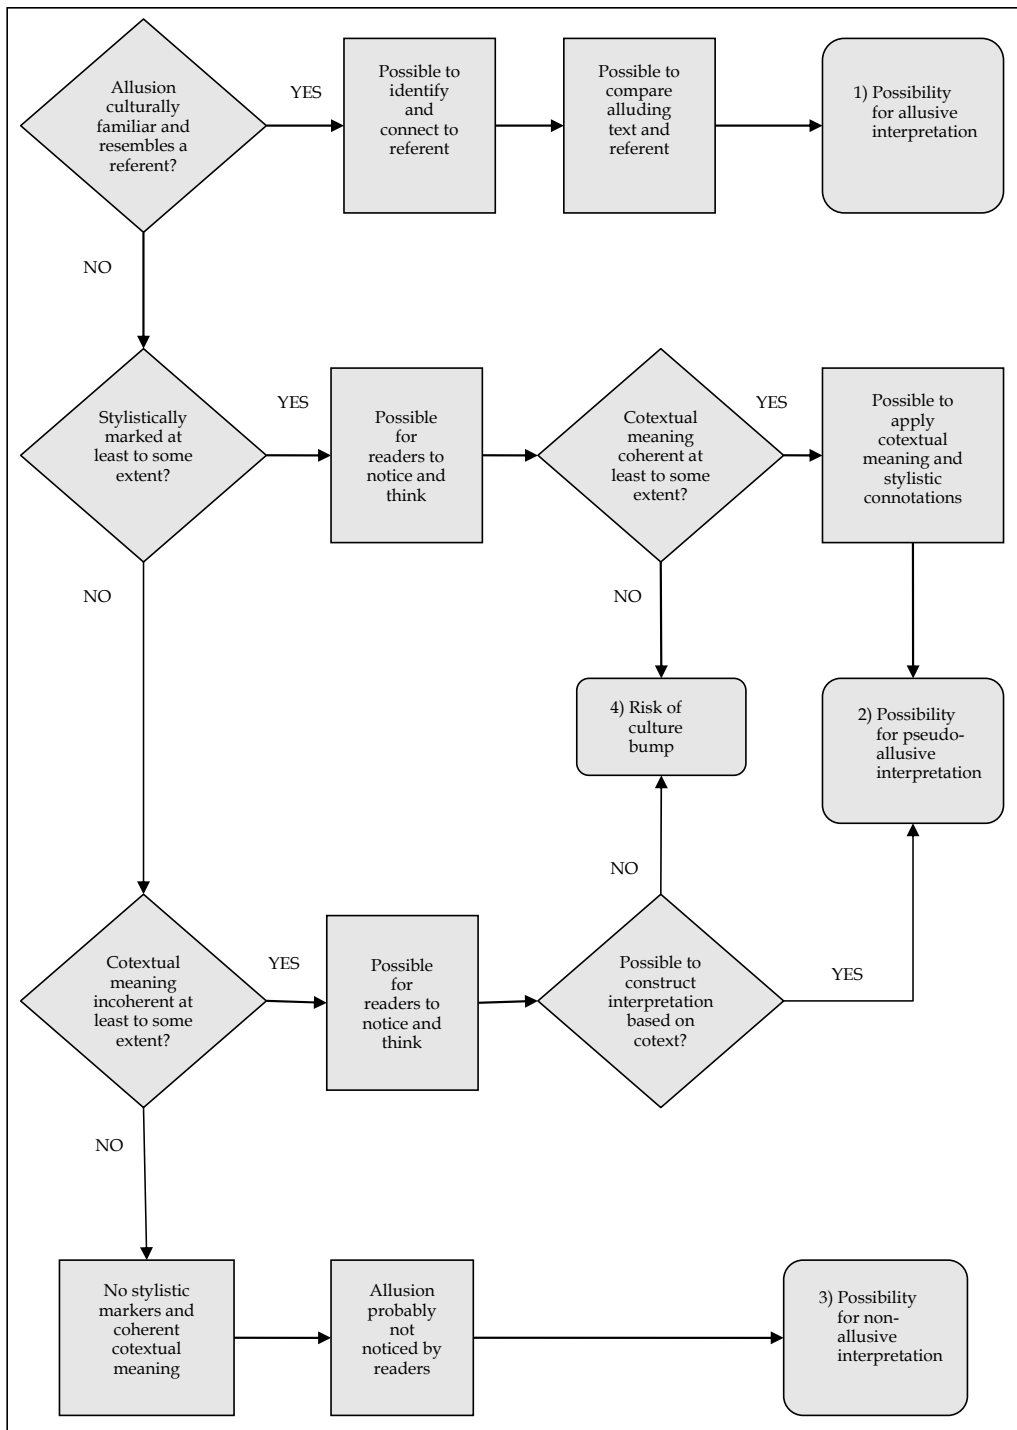 Allusion
culturally
familiar and
resembles a
referent?
YES
Possible to
identify
and
connect to
referent
Possible to
compare
alluding
text and
referent
1) Possibility
for allusive
interpretation
NO
Stylistically
marked at
least to some
extent?
YES
Possible
for
readers to
notice and
think
Cotextual
meaning
coherent at
least to some
extent?
YES
Possible to
apply
cotextual
meaning and
stylistic
connotations
NO
NO
4) Risk of
culture
bump
2) Possibility
for pseudo-
allusive
interpretation
NO
Cotextual
meaning
incoherent at
least to some
extent?
YES
Possible
for
readers to
notice and
think
Possible to
construct
interpretation
based on
cotext?
YES
NO
No stylistic
markers and
coherent
cotextual
meaning
Allusion
probably
not
noticed by
readers
3) Possibility
for non-
allusive
interpretation